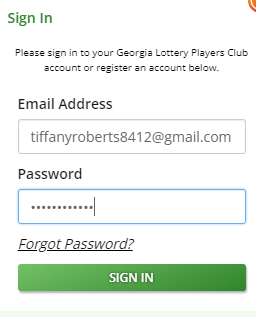 Sign In
Please sign in to your Georgia Lottery Players Club
account or register an account below.
Email Address
tiffanyroberts8412@gmail.com
Password
••••••••••••
Forgot Password?
SIGN IN